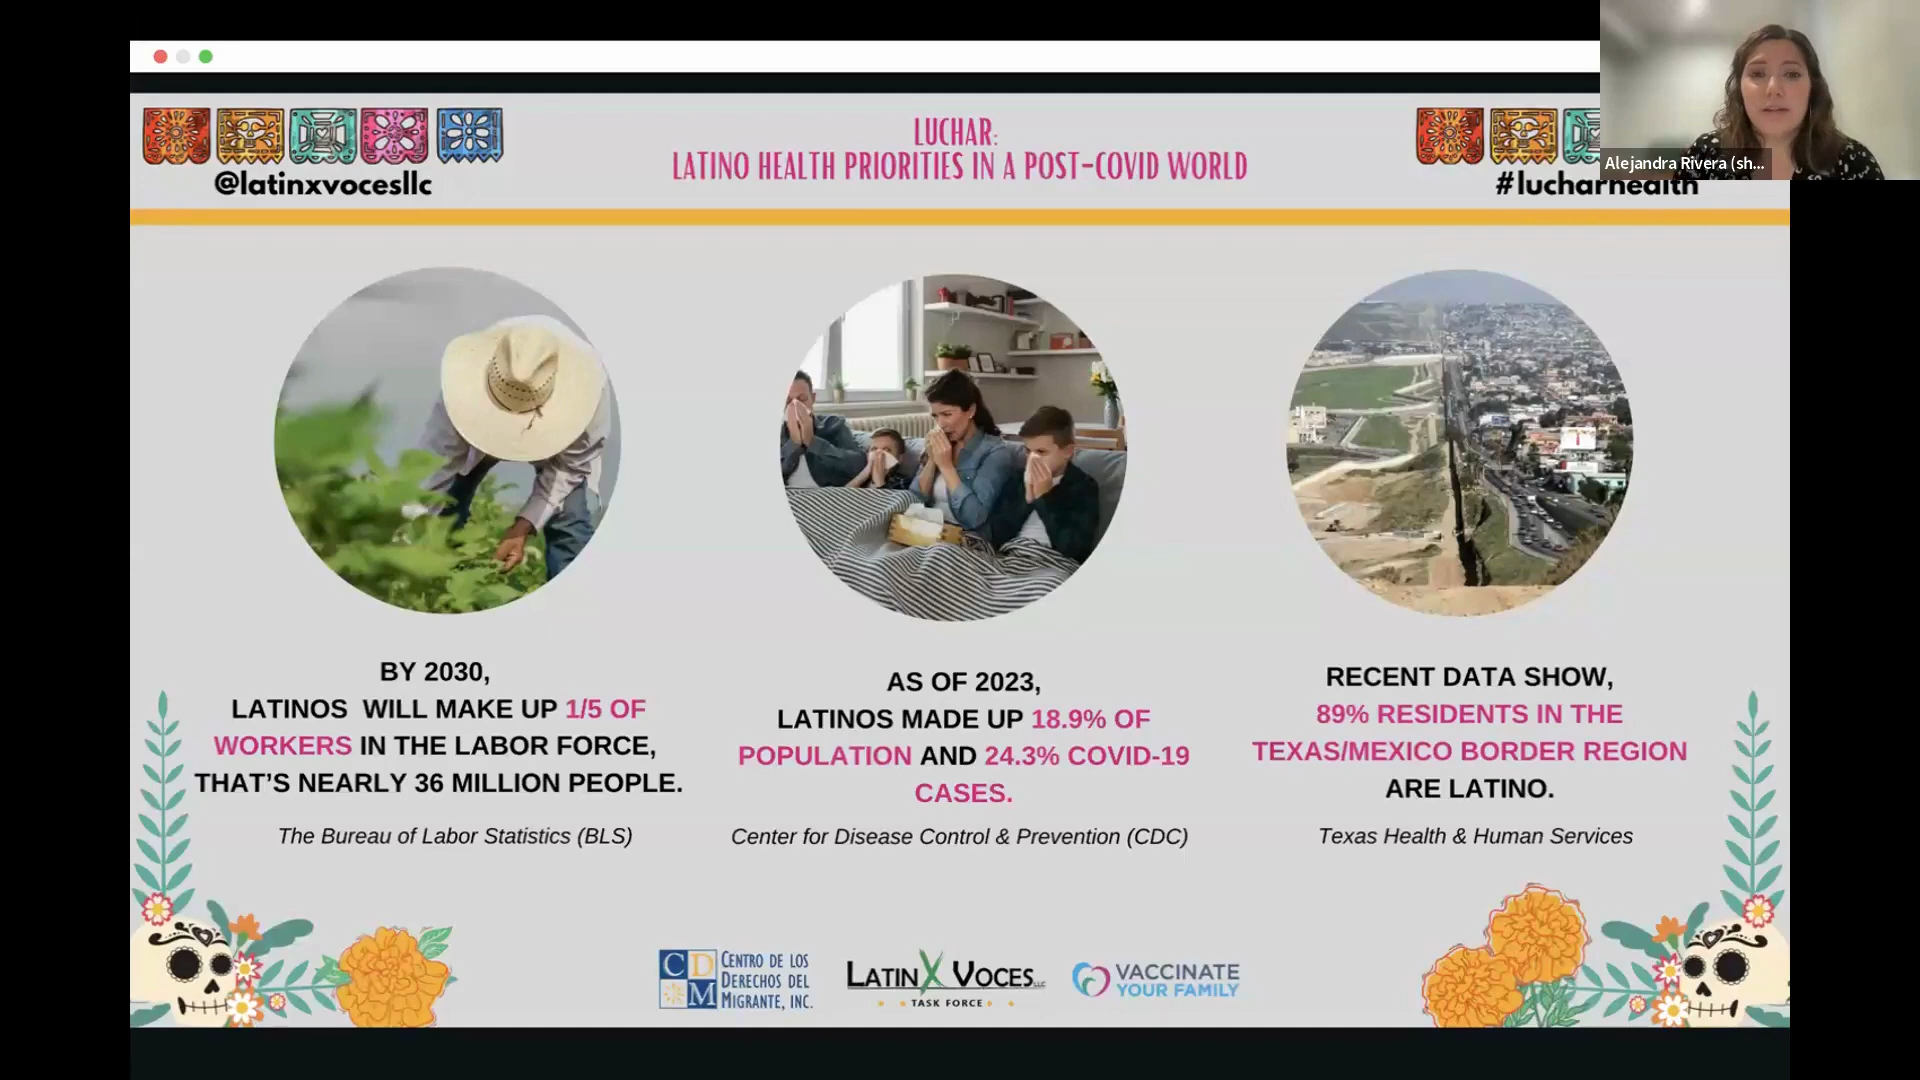 @latinxvocesllc
LUCHAR:
LATINO HEALTH PRIORITIES IN A POST-COVID WORLD
#lucharhealth
Alejandra Rivera (sh...
BY 2030,
LATINOS WILL MAKE UP 1/5 OF
WORKERS IN THE LABOR FORCE,
THAT'S NEARLY 36 MILLION PEOPLE.
The Bureau of Labor Statistics (BLS)
AS OF 2023,
LATINOS MADE UP 18.9% OF
POPULATION AND 24.3% COVID-19
CASES.
Center for Disease Control & Prevention (CDC)
RECENT DATA SHOW,
89% RESIDENTS IN THE
TEXAS/MEXICO BORDER REGION
ARE LATINO.
Texas Health & Human Services
CDM
CENTRO DE LOS
DERECHOS DEL
MIGRANTE, INC.
LATINX VOCES LLC
TASK FORCE
VACCINATE
YOUR FAMILY